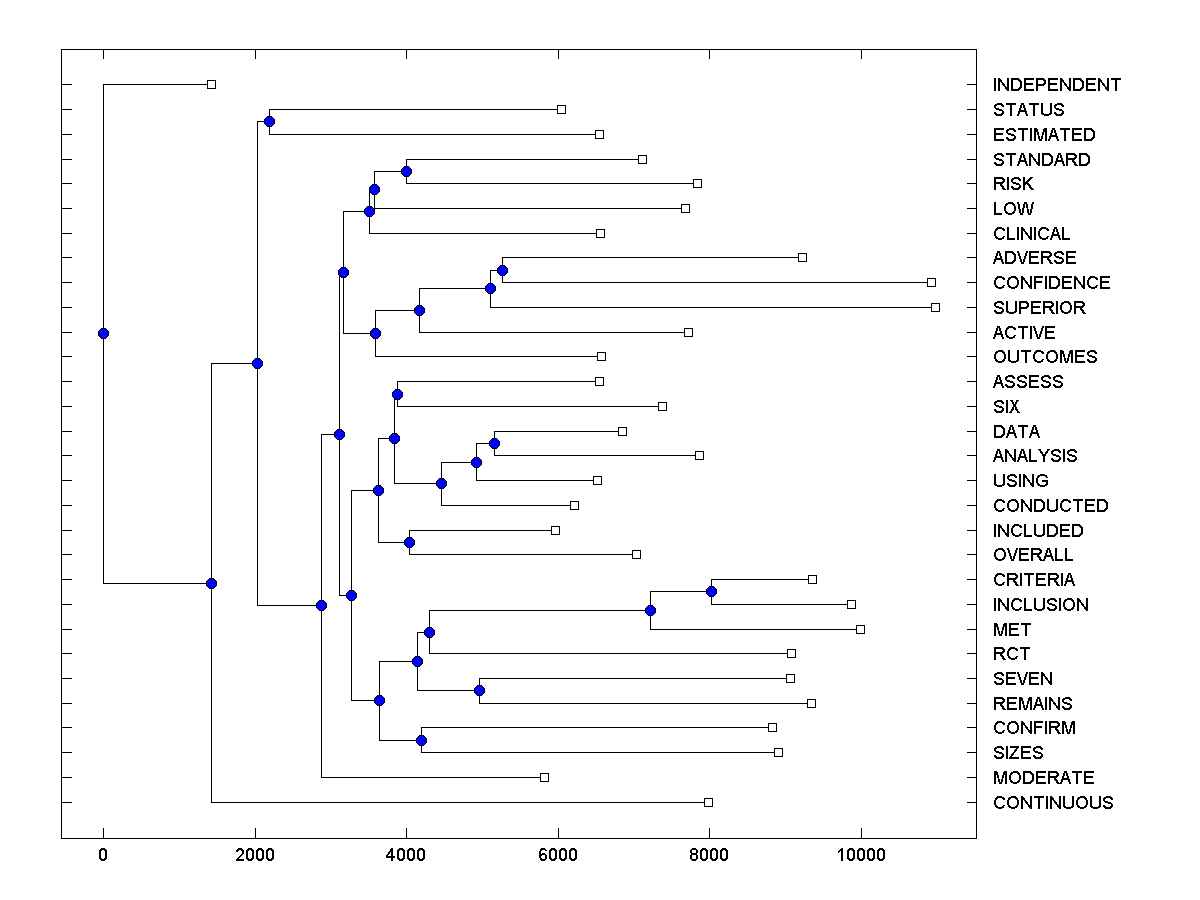 INDEPENDENT
STATUS
ESTIMATED
STANDARD
RISK
LOW
CLINICAL
ADVERSE
CONFIDENCE
SUPERIOR
ACTIVE
OUTCOMES
ASSESS
SIX
DATA
ANALYSIS
USING
CONDUCTED
INCLUDED
OVERALL
CRITERIA
INCLUSION
MET
RCT
SEVEN
REMAINS
CONFIRM
SIZES
MODERATE
CONTINUOUS
0 2000 4000 6000 8000 10000